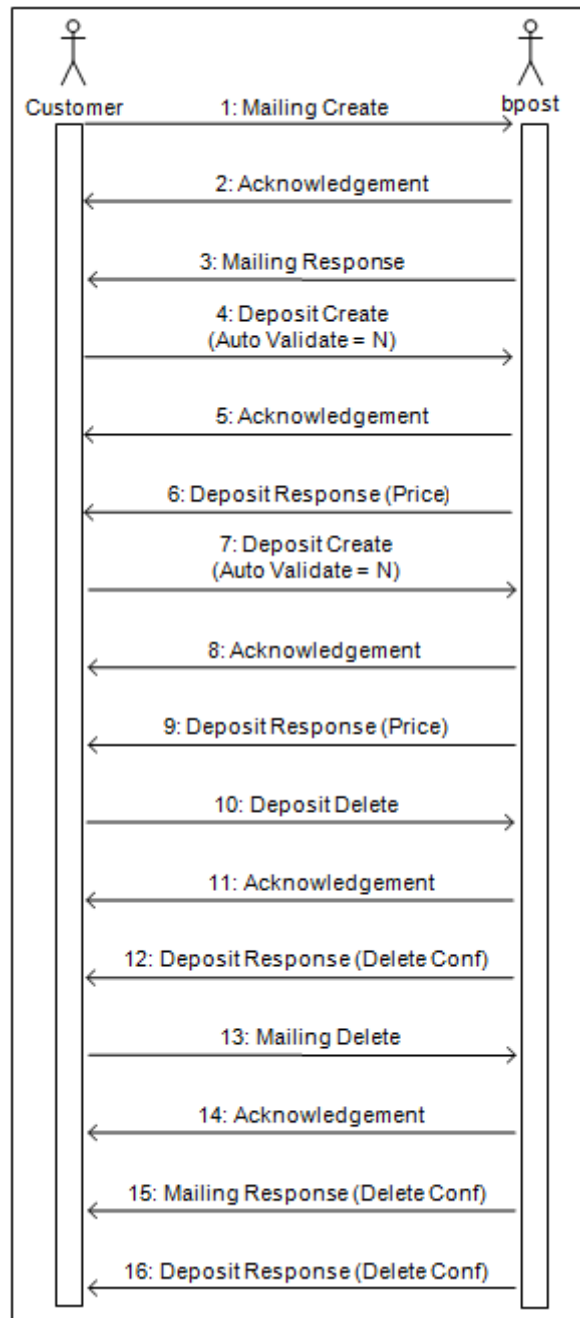 Customer
bpost
1: Mailing Create
2: Acknowledgement
3: Mailing Response
4: Deposit Create
(Auto Validate = N)
5: Acknowledgement
6: Deposit Response (Price)
7: Deposit Create
(Auto Validate = N)
8: Acknowledgement
9: Deposit Response (Price)
10: Deposit Delete
11: Acknowledgement
12: Deposit Response (Delete Conf)
13: Mailing Delete
14: Acknowledgement
15: Mailing Response (Delete Conf)
16: Deposit Response (Delete Conf)